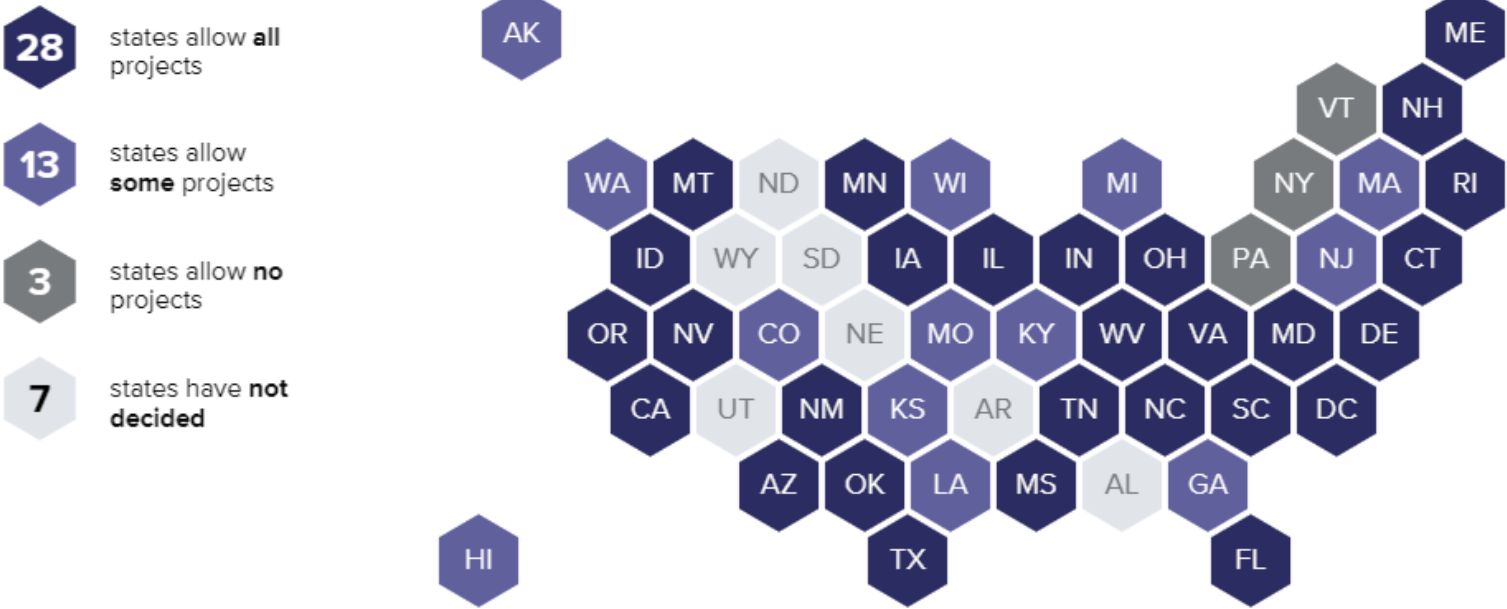 28 states allow all
projects
13 states allow
some projects
3 states allow no
projects
7 states have not
decided
AK ME
VT NH
WA MT ND MN WI MI NY MA RI
ID WY SD IA IL IN OH PA NJ CT
OR NV CO NE MO KY WV VA MD DE
CA UT NM KS AR TN NC SC DC
AZ OK LA MS AL GA
HI TX FL